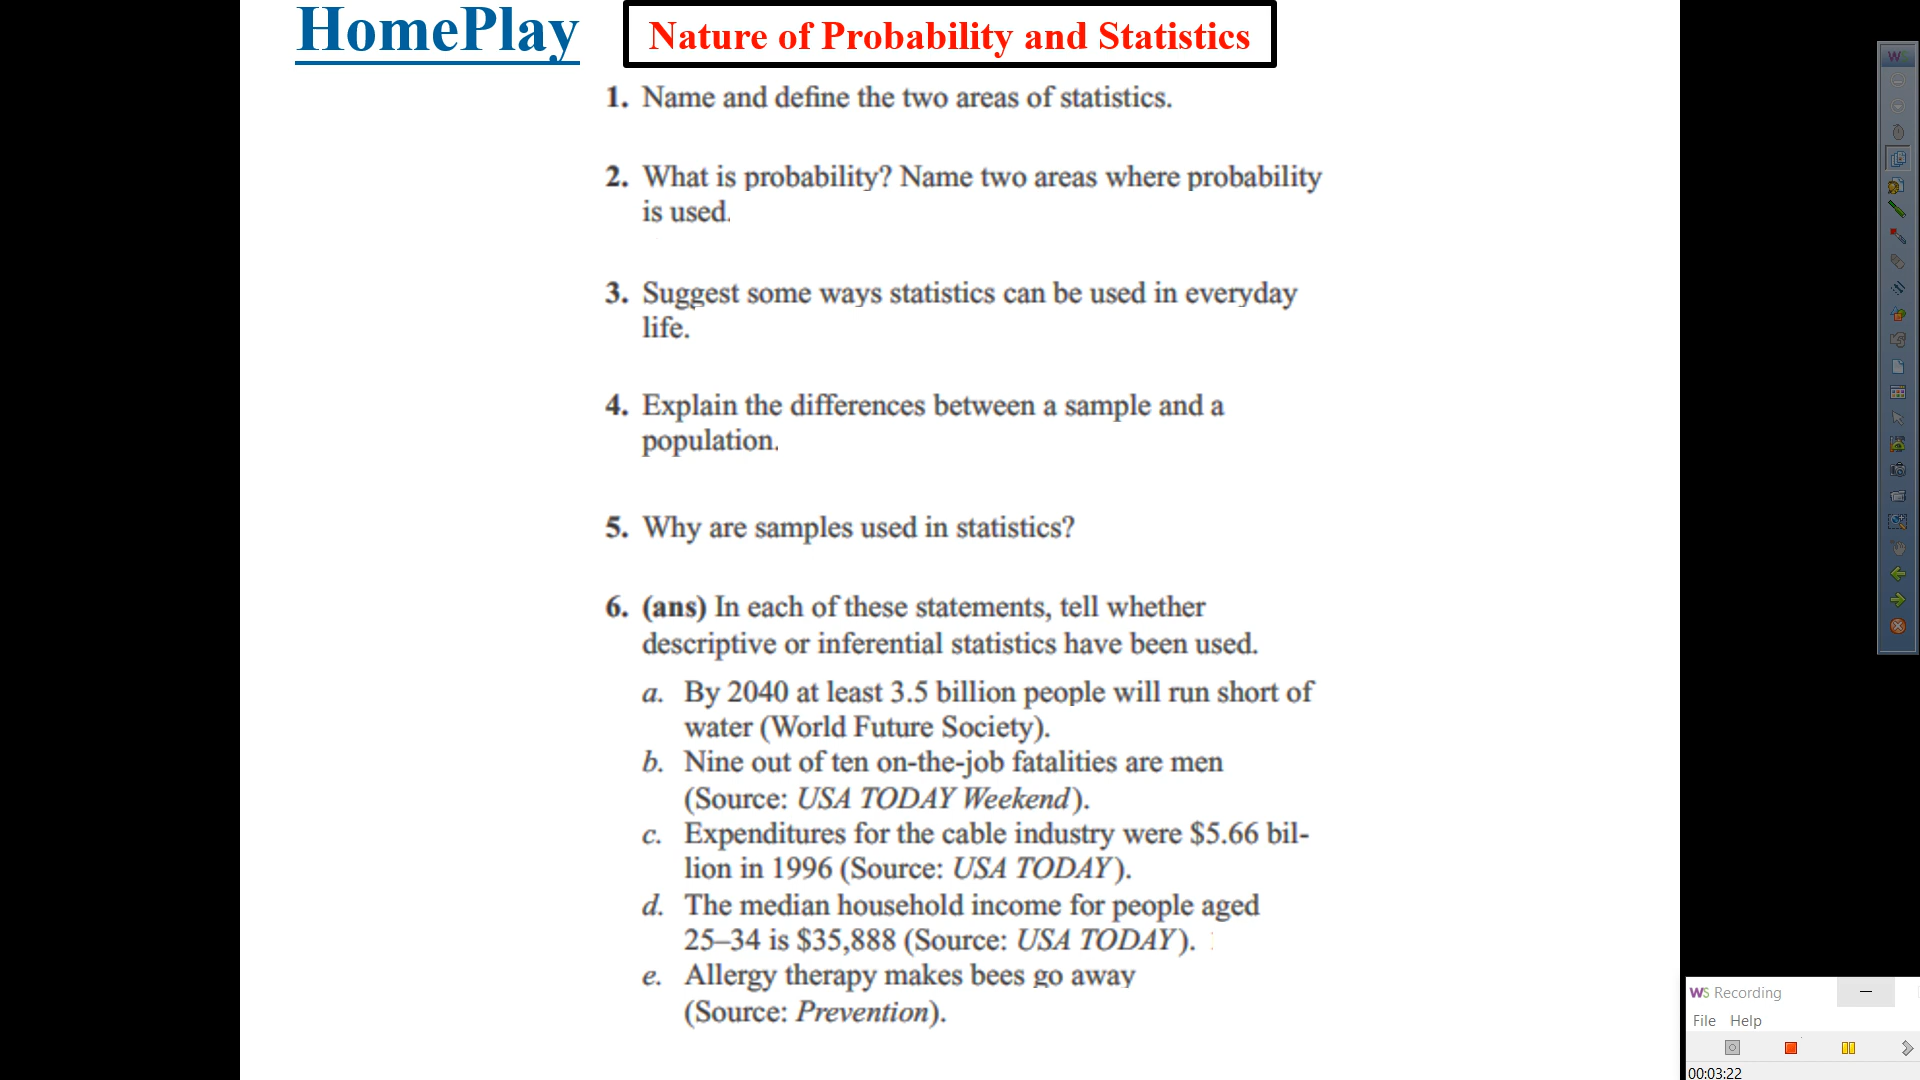 HomePlay
Nature of Probability and Statistics
1. Name and define the two areas of statistics.
2. What is probability? Name two areas where probability
is used.
3. Suggest some ways statistics can be used in everyday
life.
4. Explain the differences between a sample and a
population.
5. Why are samples used in statistics?
6. (ans) In each of these statements, tell whether
descriptive or inferential statistics have been used.
a. By 2040 at least 3.5 billion people will run short of
water (World Future Society).
b. Nine out of ten on-the-job fatalities are men
(Source: USA TODAY Weekend).
c. Expenditures for the cable industry were $5.66 bil-
lion in 1996 (Source: USA TODAY).
d. The median household income for people aged
25–34 is $35,888 (Source: USA TODAY).
e. Allergy therapy makes bees go away
(Source: Prevention).
WS Recording
File Help
00:03:22